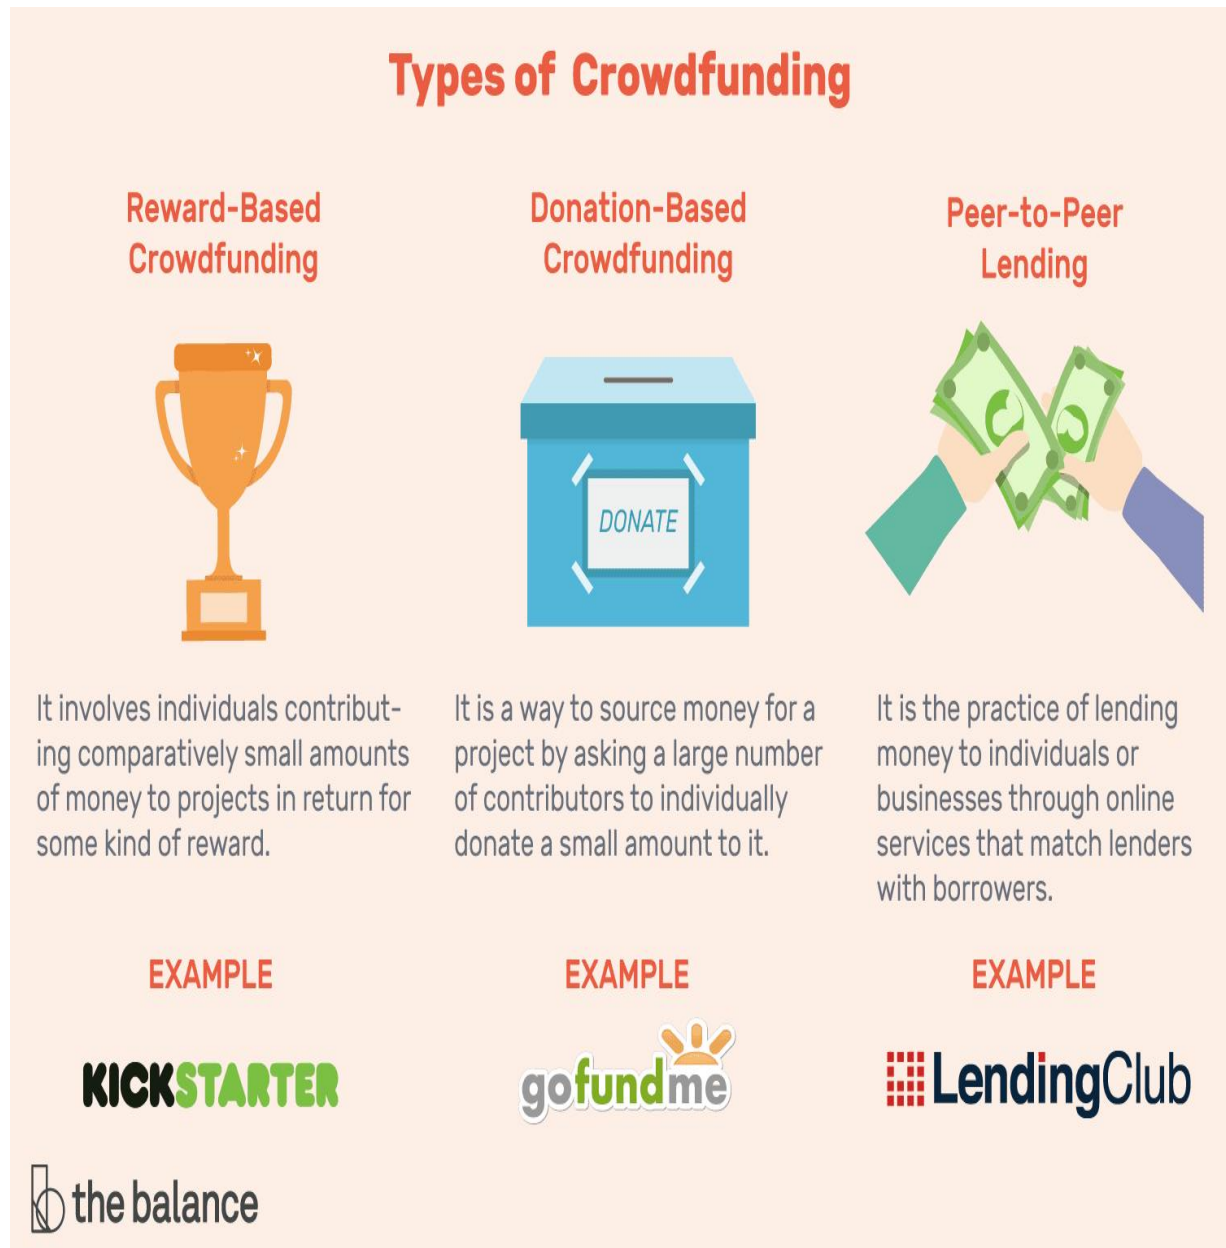 Types of Crowdfunding
Reward-Based
Crowdfunding
It involves individuals contribut-
ing comparatively small amounts
of money to projects in return for
some kind of reward.
EXAMPLE
KICKSTARTER
Donation-Based
Crowdfunding
DONATE
It is a way to source money for a
project by asking a large number
of contributors to individually
donate a small amount to it.
EXAMPLE
gofundme
Peer-to-Peer
Lending
It is the practice of lending
money to individuals or
businesses through online
services that match lenders
with borrowers.
EXAMPLE
LendingClub
the balance